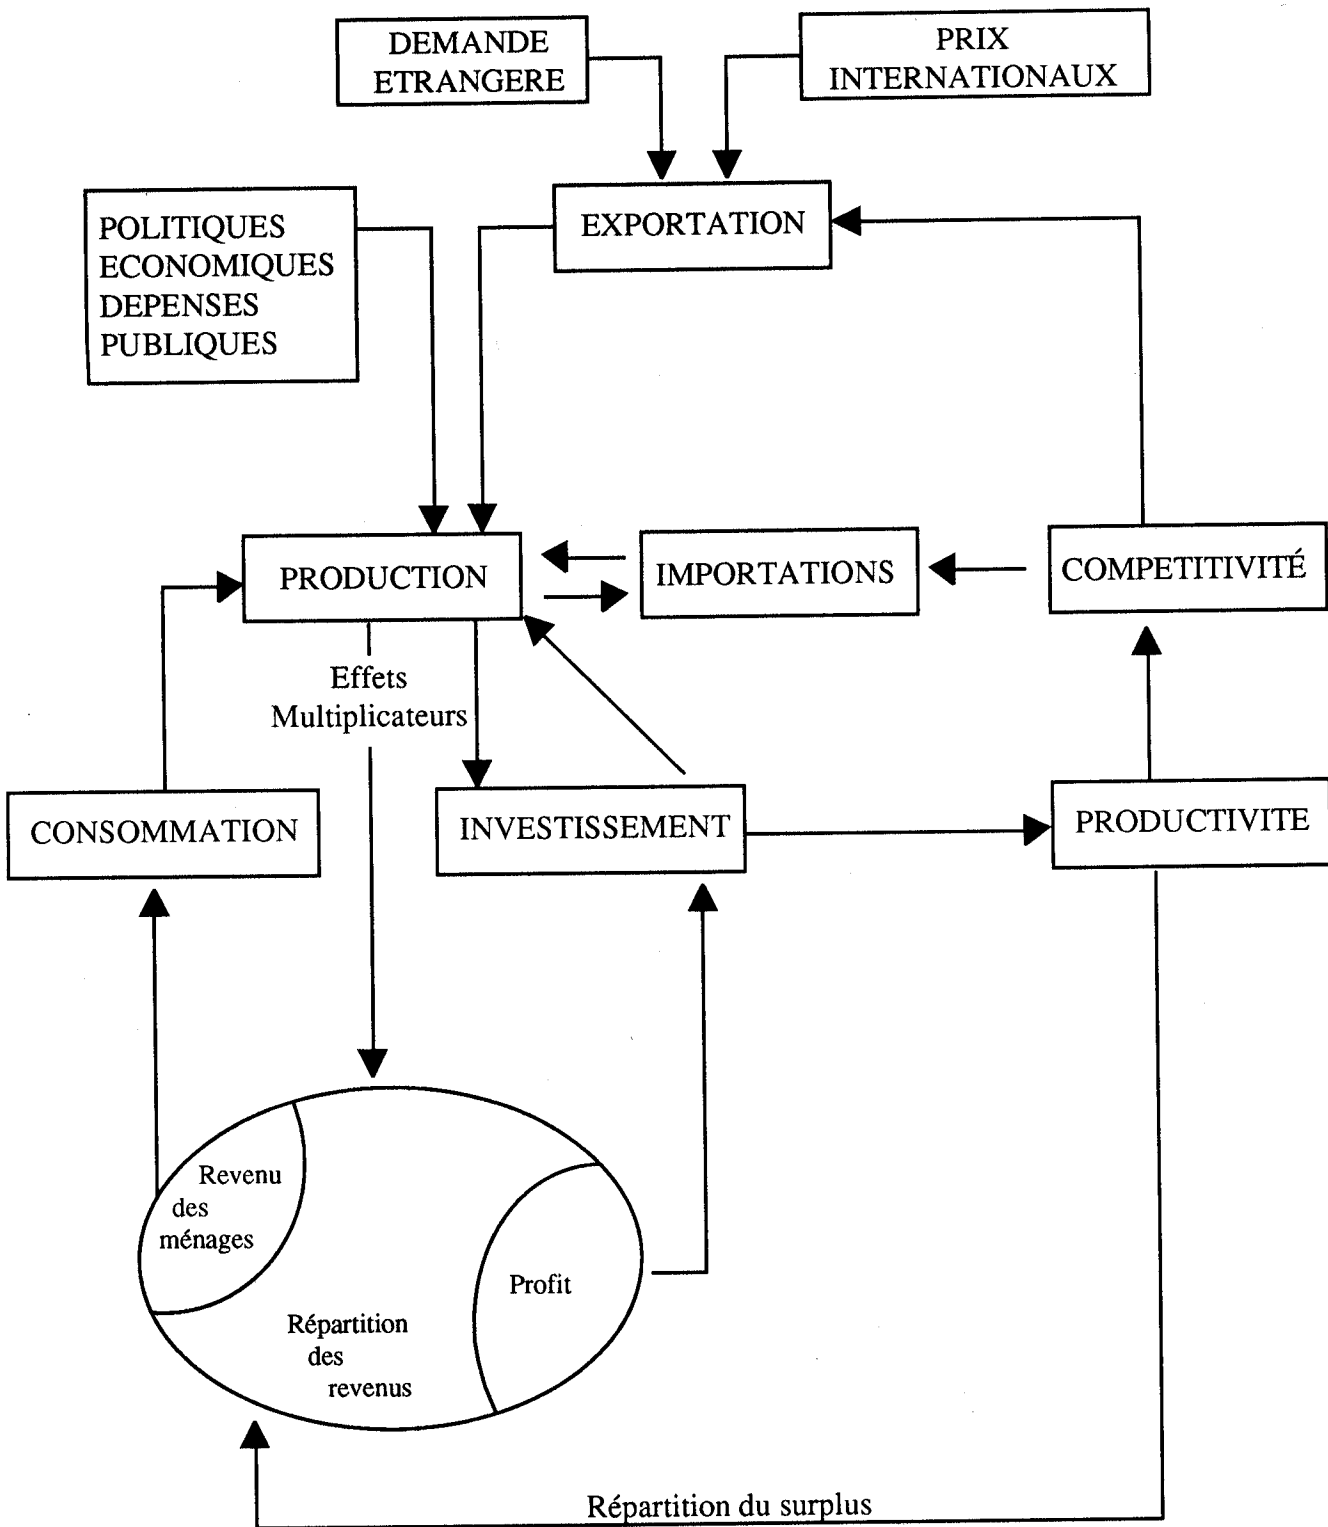 DEMANDE
ETRANGERE
PRIX
INTERNATIONAUX
EXPORTATION
POLITIQUES
ECONOMIQUES
DEPENSES
PUBLIQUES
PRODUCTION
IMPORTATIONS
COMPETITIVITÉ
Effets
Multiplicateurs
CONSOMMATION
INVESTISSEMENT
PRODUCTIVITE
Revenu
des
ménages
Profit
Répartition
des
revenus
Répartition du surplus